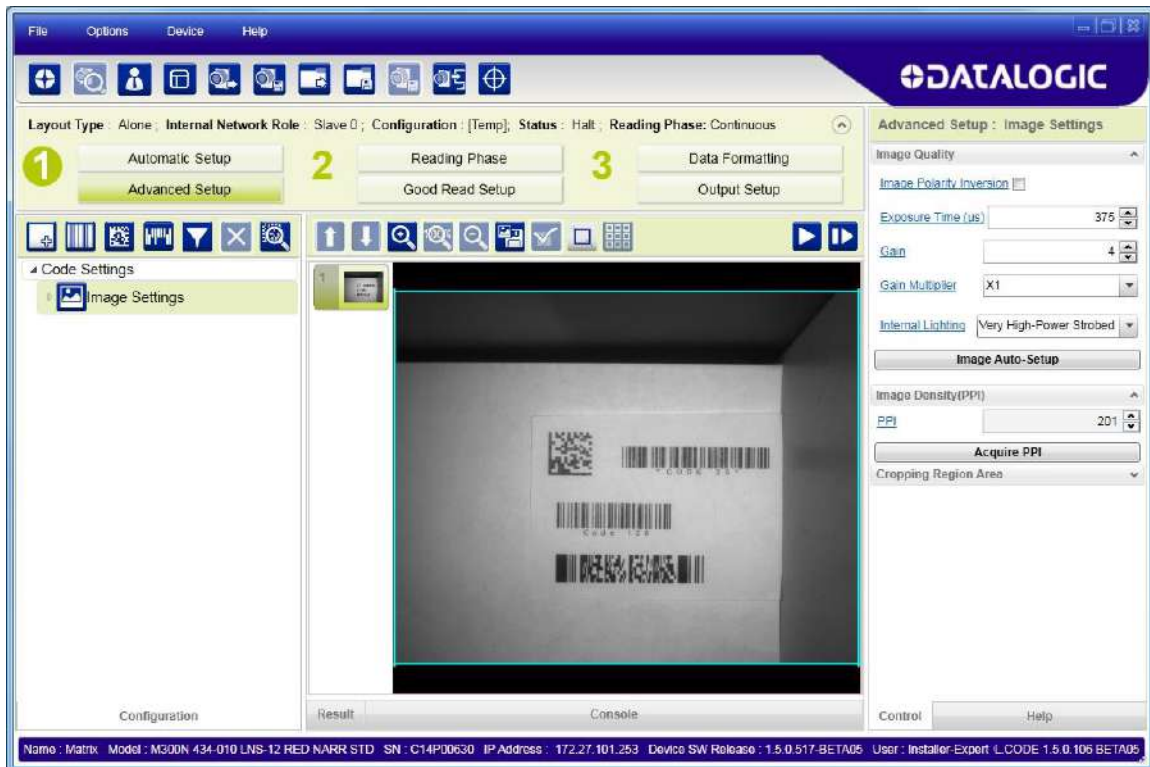 File Options Device Help
DATALOGIC
Layout Type : Alone ; Internal Network Role : Slave 0 ; Configuration : [Temp]; Status : Halt ; Reading Phase: Continuous
1 Automatic Setup 2 Reading Phase 3 Data Formatting
Advanced Setup Good Read Setup Output Setup
Code Settings
Image Settings
1
Code 128
Configuration
Result Console
Advanced Setup : Image Settings
Image Quality
Image Polarity Inversion
Exposure Time (µs) 375
Gain 4
Gain Multiplier X1
Internal Lighting Very High-Power Strobed
Image Auto-Setup
Image Density(PPI)
PPI 201
Acquire PPI
Cropping Region Area
Control Help
Name : Matrix Model : M300N 434-010 LNS-12 RED NARR STD SN : C14P00630 IP Address : 172.27.101.253 Device SW Release : 1.5.0.517-BETA05 User : Installer-Expert L.CODE 1.5.0.106 BETA05